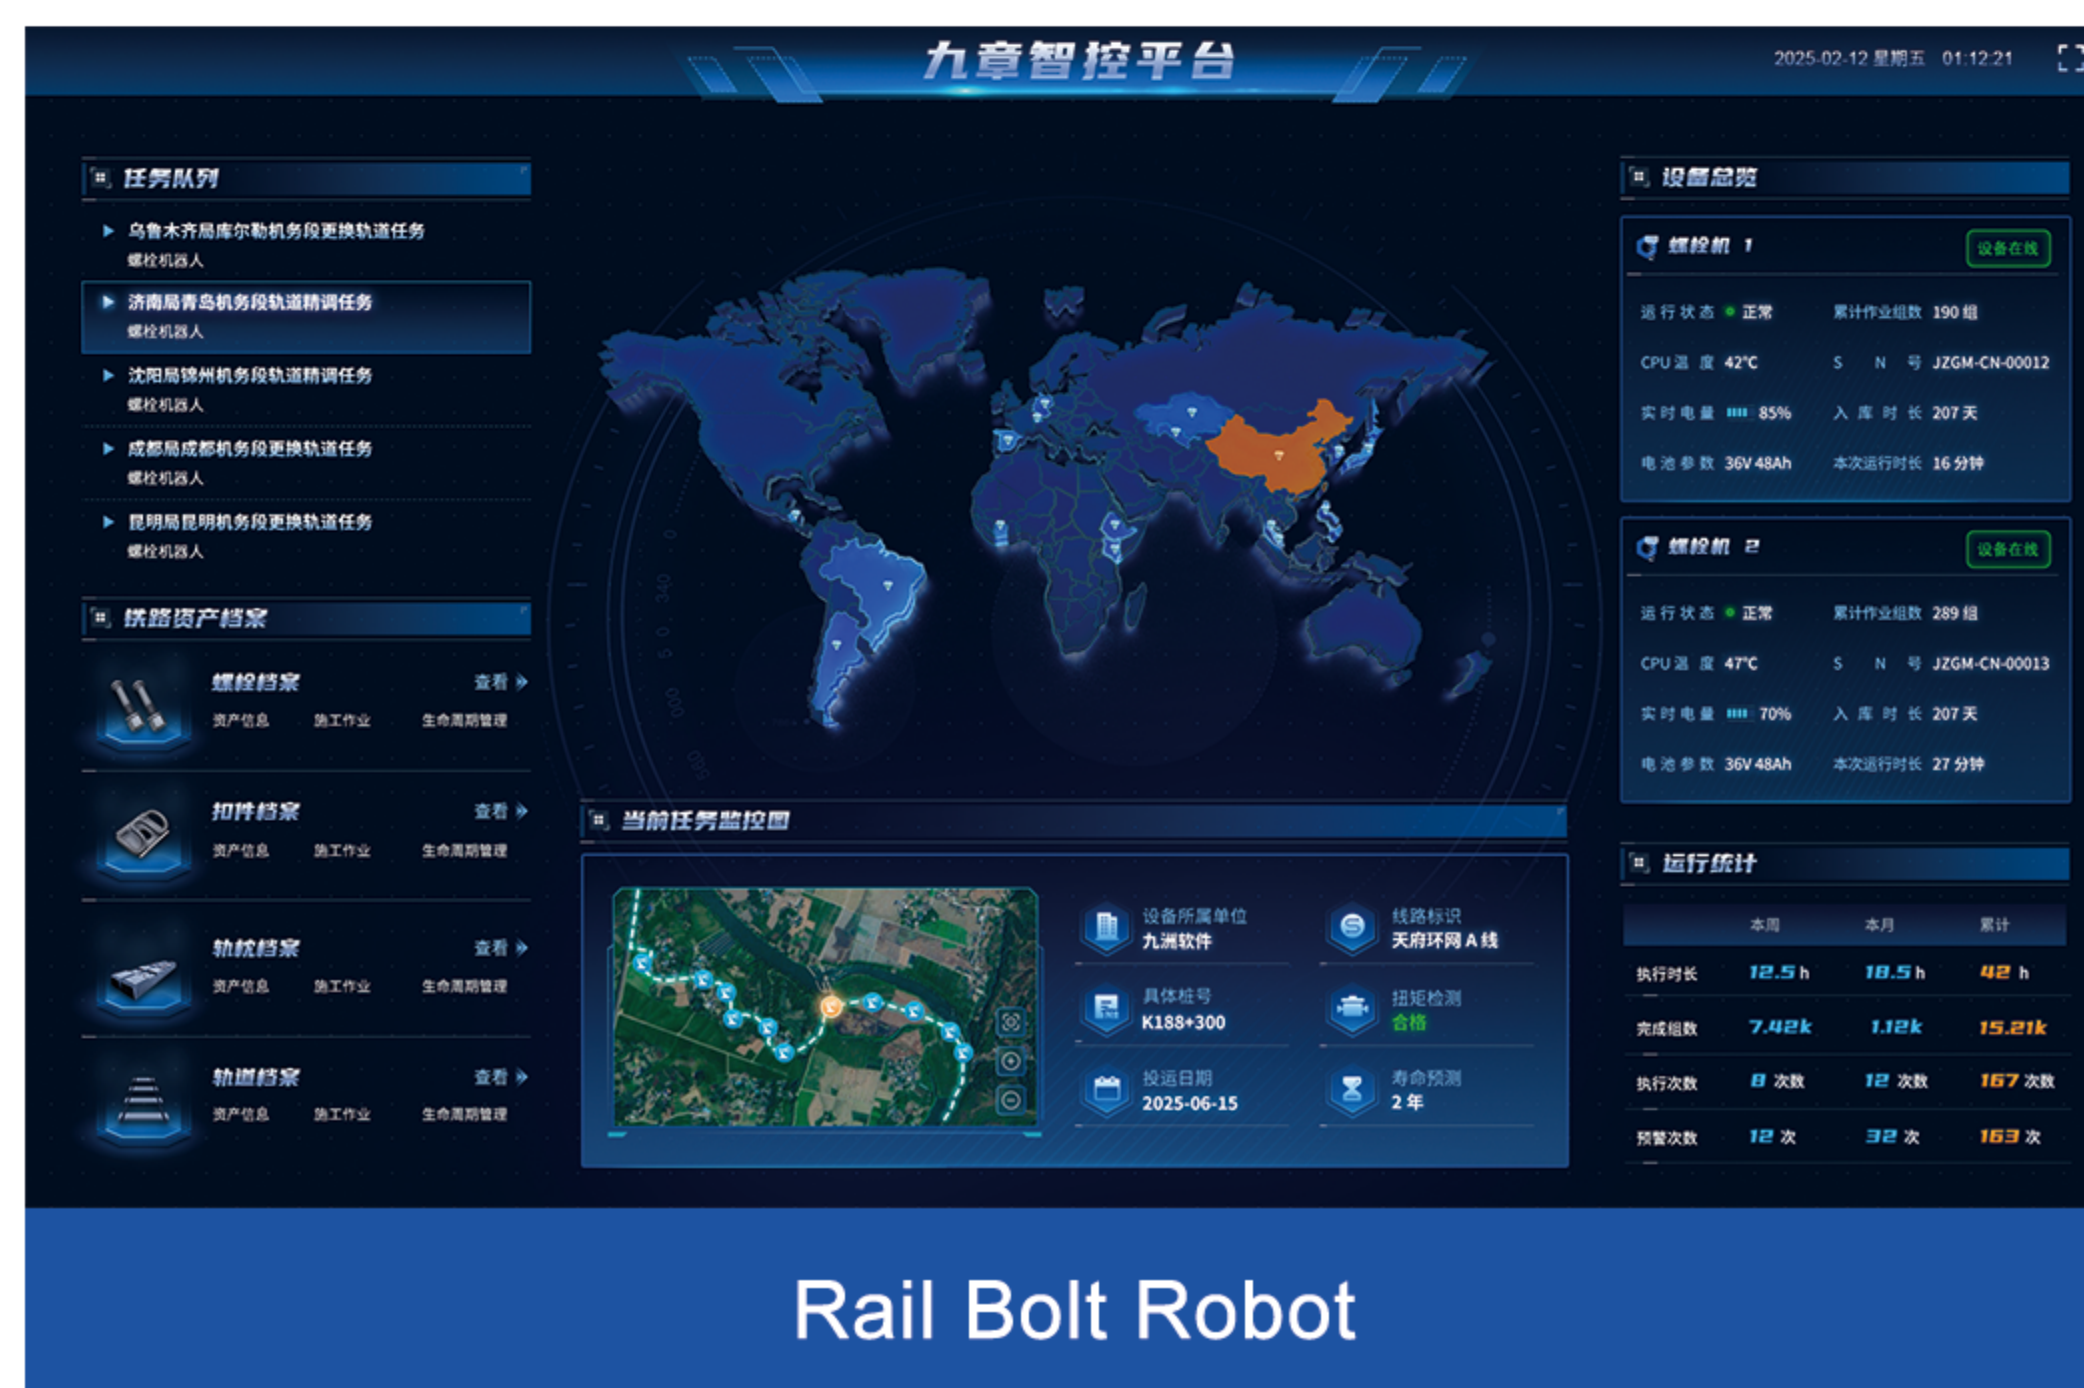 九章智控平台
2025-02-12 星期五 01:12:21
任务队列
乌鲁木齐局库尔勒机务段更换轨道任务
螺栓机器人
济南局青岛机务段轨道精调任务
螺栓机器人
沈阳局锦州机务段轨道精调任务
螺栓机器人
成都局成都机务段更换轨道任务
螺栓机器人
昆明局昆明机务段更换轨道任务
螺栓机器人
铁路资产档案
螺栓档案 查看
资产信息 施工作业 生命周期管理
扣件档案 查看
资产信息 施工作业 生命周期管理
轨枕档案 查看
资产信息 施工作业 生命周期管理
轨道档案 查看
资产信息 施工作业 生命周期管理
当前任务监控图
设备所属单位
九洲软件
线路标识
天府环网 A 线
具体桩号
K188+300
扭矩检测
合格
投运日期
2025-06-15
寿命预测
2 年
设备总览
螺栓机 1 设备在线
运行状态 正常 累计作业组数 190 组
CPU温度 42℃ SN号 JZGM-CN-00012
实时电量 85% 入库时长 207 天
电池参数 36V 48Ah 本次运行时长 16 分钟
螺栓机 2 设备在线
运行状态 正常 累计作业组数 289 组
CPU温度 47℃ SN号 JZGM-CN-00013
实时电量 70% 入库时长 207 天
电池参数 36V 48Ah 本次运行时长 27 分钟
运行统计
本周 本月 累计
执行时长 12.5 h 18.5 h 42 h
完成组数 7.42k 1.12k 15.21k
执行次数 8 次数 12 次数 167 次数
预警次数 12 次 32 次 163 次
Rail Bolt Robot